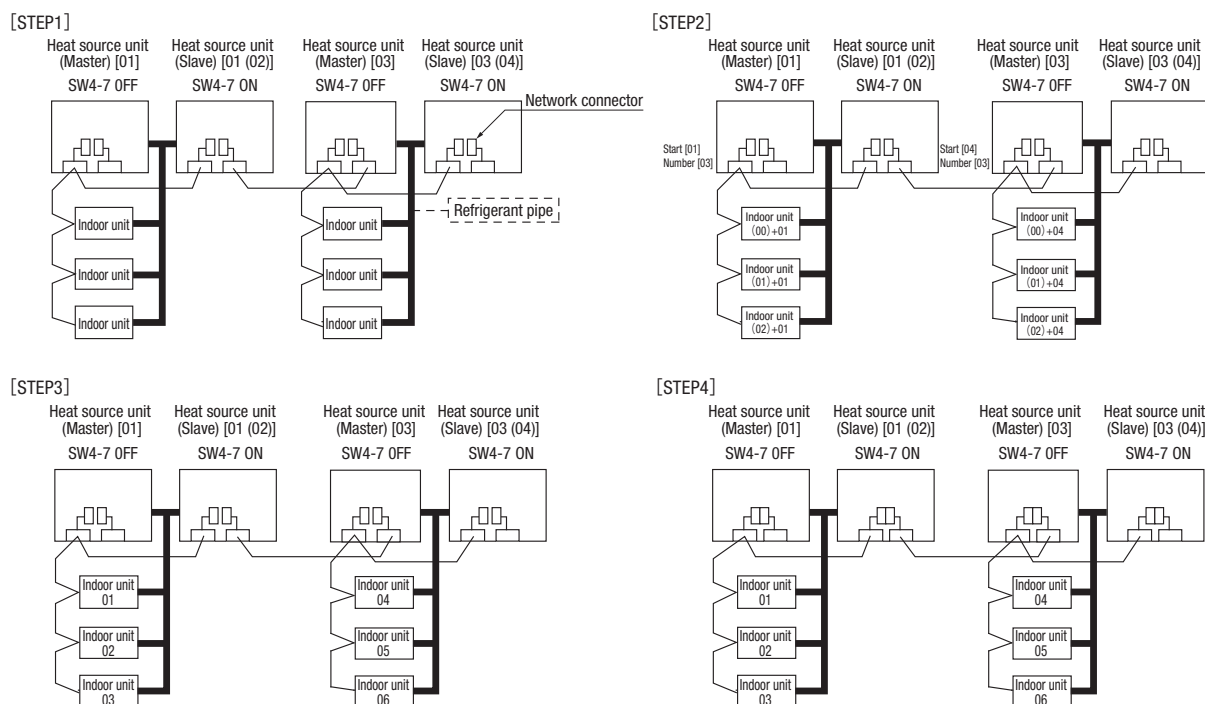 [STEP1]
Heat source unit (Master) [01]
SW4-7 OFF
Heat source unit (Slave) [01 (02)]
SW4-7 ON
Heat source unit (Master) [03]
SW4-7 OFF
Heat source unit (Slave) [03 (04)]
SW4-7 ON
Network connector
Refrigerant pipe
Indoor unit
Indoor unit
Indoor unit
Indoor unit
Indoor unit
Indoor unit
[STEP2]
Heat source unit (Master) [01]
SW4-7 OFF
Heat source unit (Slave) [01 (02)]
SW4-7 ON
Heat source unit (Master) [03]
SW4-7 OFF
Heat source unit (Slave) [03 (04)]
SW4-7 ON
Start [01]
Number [03]
Start [04]
Number [03]
Indoor unit
(00)+01
Indoor unit
(01)+01
Indoor unit
(02)+01
Indoor unit
(00)+04
Indoor unit
(01)+04
Indoor unit
(02)+04
[STEP3]
Heat source unit (Master) [01]
SW4-7 OFF
Heat source unit (Slave) [01 (02)]
SW4-7 ON
Heat source unit (Master) [03]
SW4-7 OFF
Heat source unit (Slave) [03 (04)]
SW4-7 ON
Indoor unit
01
Indoor unit
02
Indoor unit
03
Indoor unit
04
Indoor unit
05
Indoor unit
06
[STEP4]
Heat source unit (Master) [01]
SW4-7 OFF
Heat source unit (Slave) [01 (02)]
SW4-7 ON
Heat source unit (Master) [03]
SW4-7 OFF
Heat source unit (Slave) [03 (04)]
SW4-7 ON
Indoor unit
01
Indoor unit
02
Indoor unit
03
Indoor unit
04
Indoor unit
05
Indoor unit
06